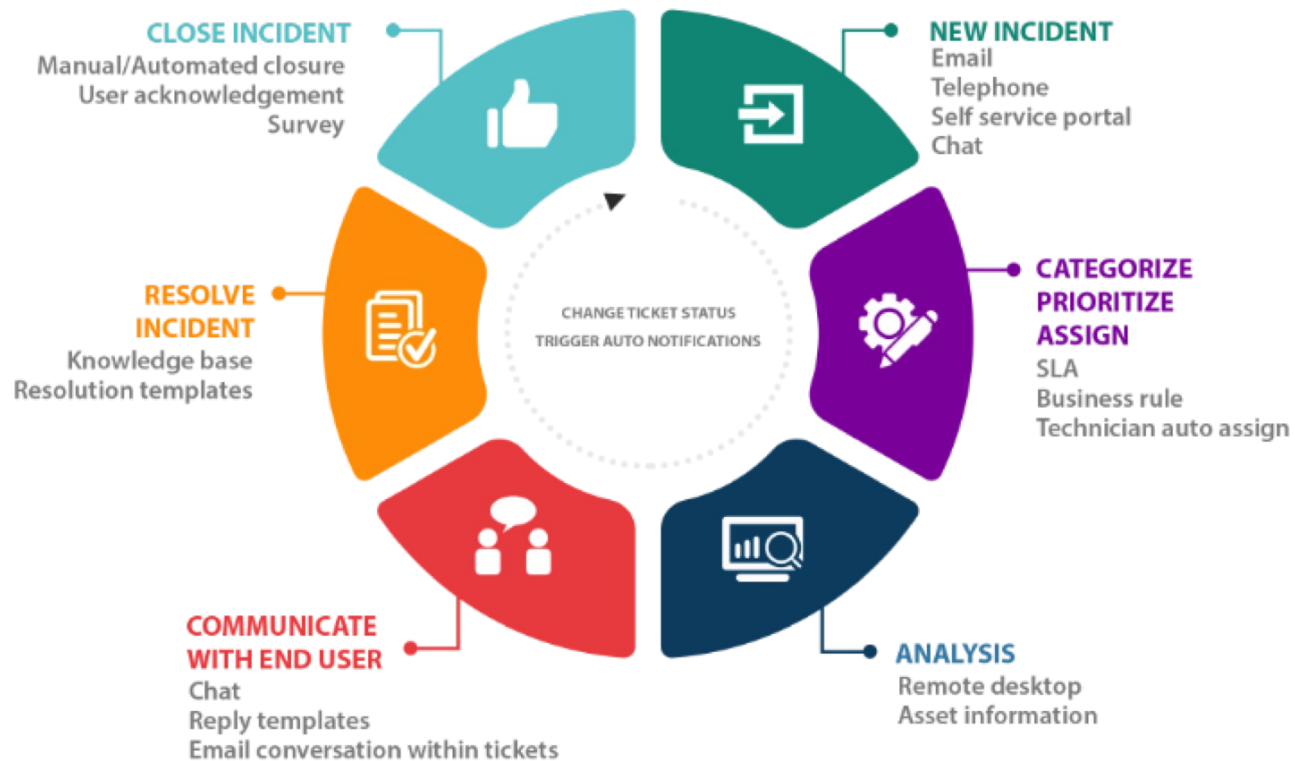 CLOSE INCIDENT
Manual/Automated closure
User acknowledgement
Survey
NEW INCIDENT
Email
Telephone
Self service portal
Chat
CATEGORIZE
PRIORITIZE
ASSIGN
SLA
Business rule
Technician auto assign
RESOLVE
INCIDENT
Knowledge base
Resolution templates
CHANGE TICKET STATUS
TRIGGER AUTO NOTIFICATIONS
COMMUNICATE
WITH END USER
Chat
Reply templates
Email conversation within tickets
ANALYSIS
Remote desktop
Asset information